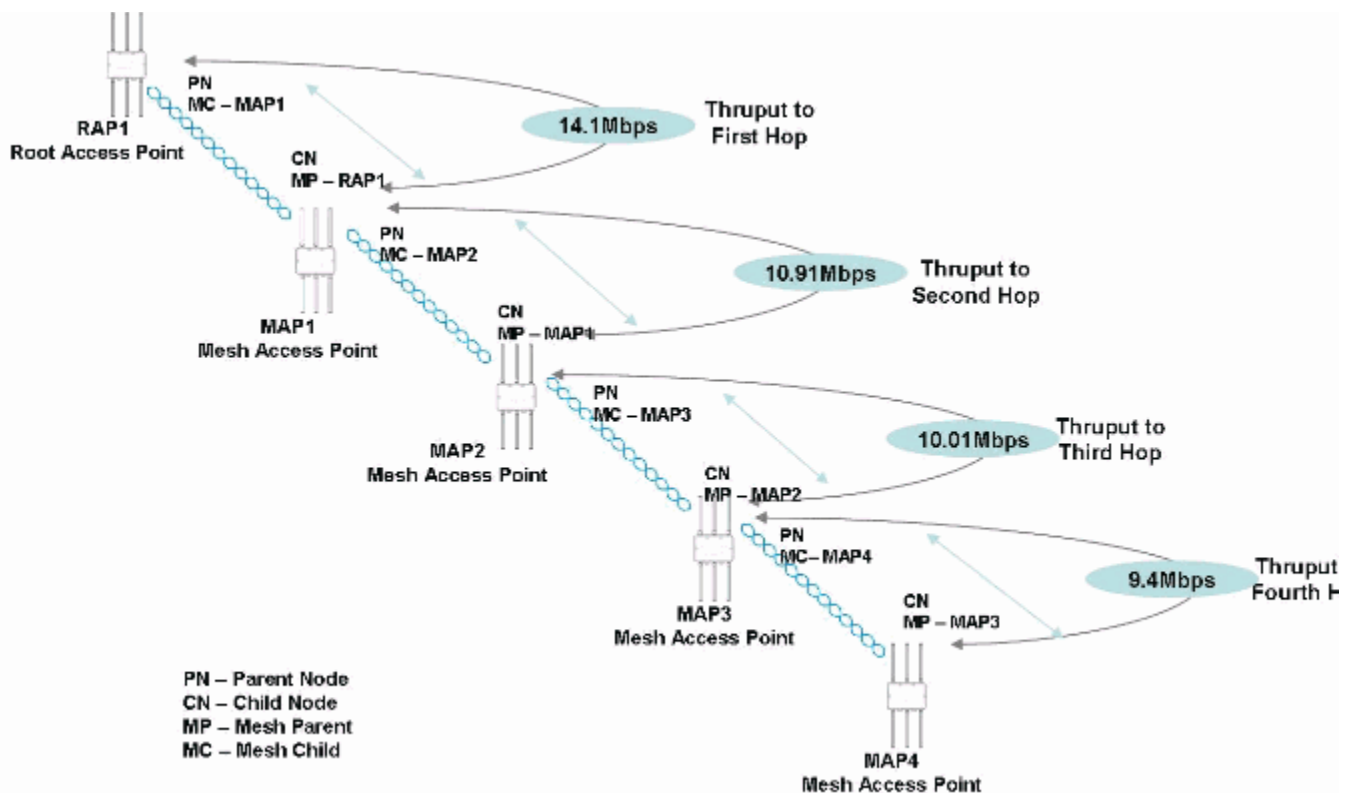 PN
MC – MAP1
RAP1
Root Access Point
14.1Mbps
Thruput to
First Hop
CN
MP – RAP1
PN
MC – MAP2
MAP1
Mesh Access Point
10.91Mbps
Thruput to
Second Hop
CN
MP – MAP1
PN
MC – MAP3
MAP2
Mesh Access Point
10.01Mbps
Thruput to
Third Hop
CN
MP – MAP2
PN
MC – MAP4
MAP3
Mesh Access Point
9.4Mbps
Thruput
Fourth H
CN
MP – MAP3
MAP4
Mesh Access Point
PN – Parent Node
CN – Child Node
MP – Mesh Parent
MC – Mesh Child